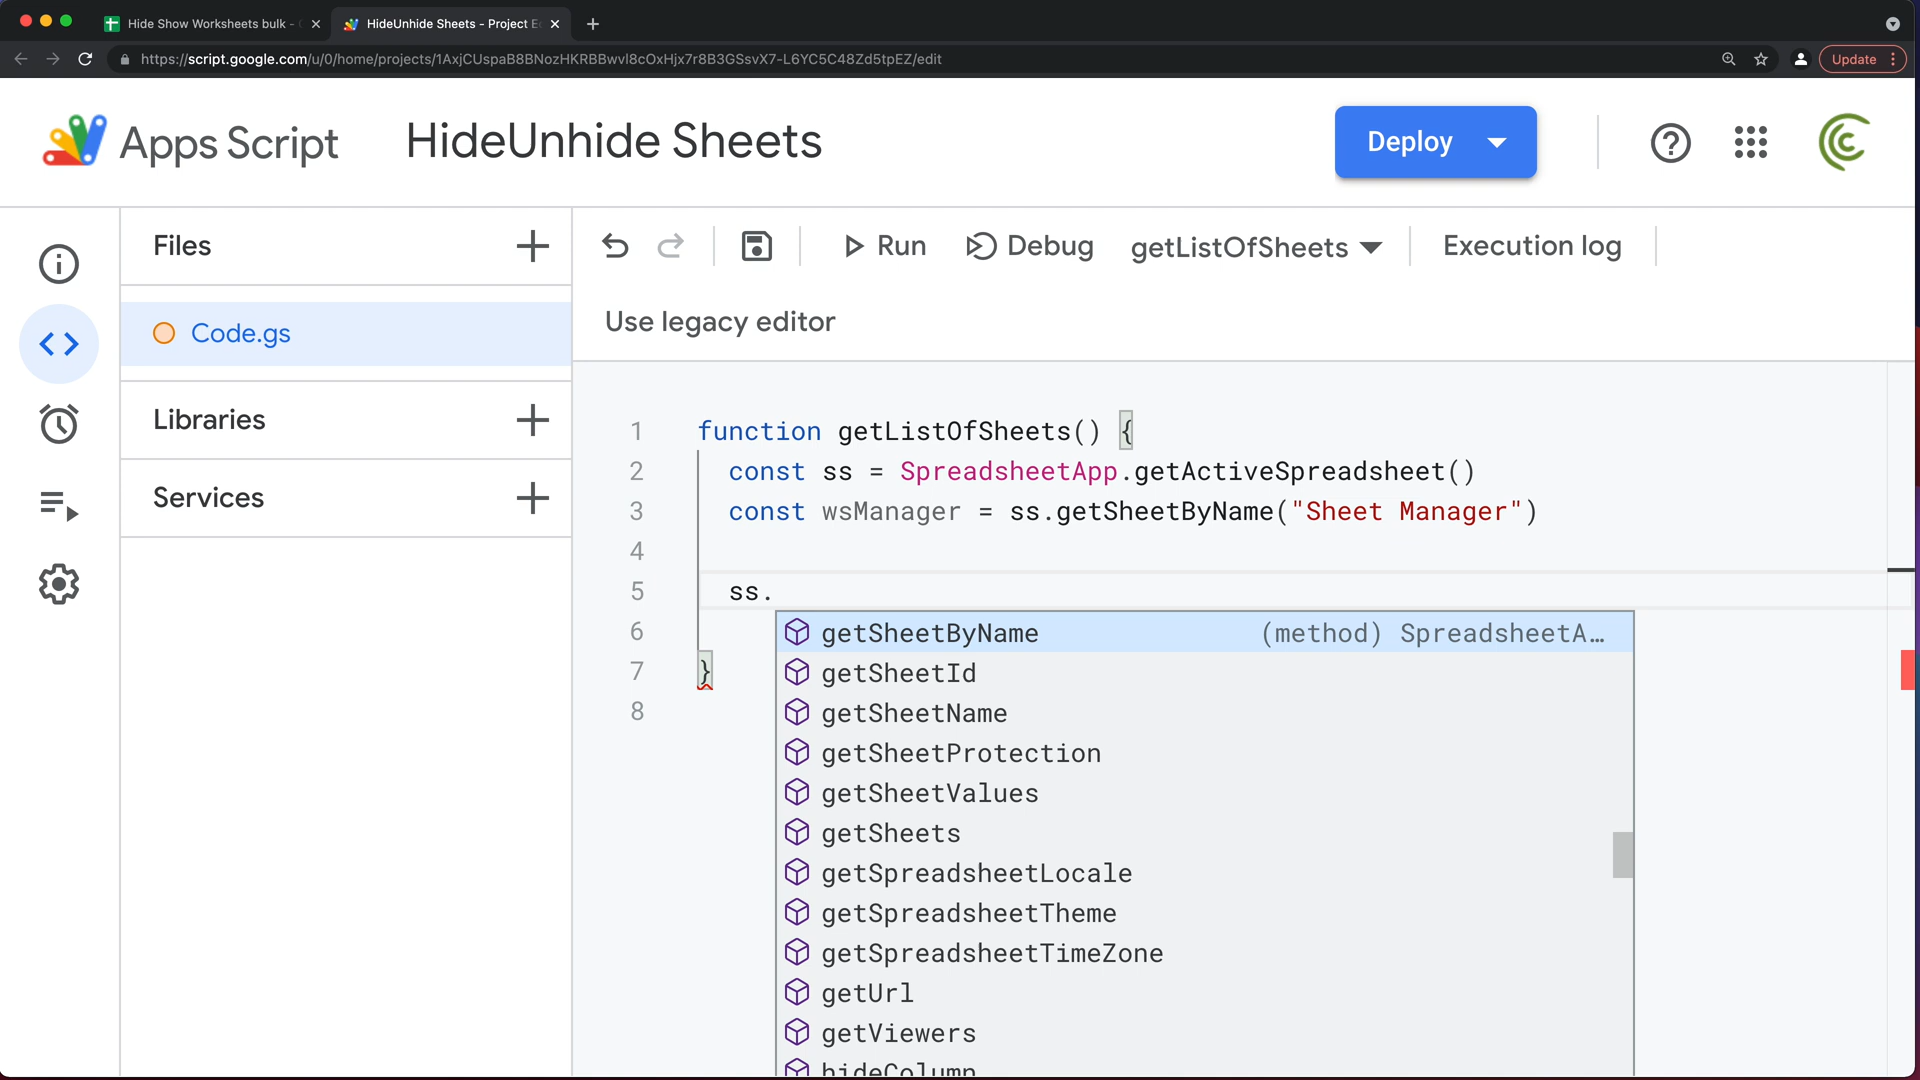 Hide Show Worksheets bulk -
HideUnhide Sheets - Project E
https://script.google.com/u/0/home/projects/1AxjCUspaB8BNozHKRBBwvl8cOxHjx7r8B3GSsvX7-L6YC5C48Zd5tpEZ/edit
Update
Apps Script
HideUnhide Sheets
Deploy
Files
Run
Debug
getListOfSheets
Execution log
Use legacy editor
Code.gs
Libraries
Services
1 function getListOfSheets() {
2 const ss = SpreadsheetApp.getActiveSpreadsheet()
3 const wsManager = ss.getSheetByName("Sheet Manager")
4
5 ss.
6
7 }
8
getSheetByName (method) SpreadsheetA…
getSheetId
getSheetName
getSheetProtection
getSheetValues
getSheets
getSpreadsheetLocale
getSpreadsheetTheme
getSpreadsheetTimeZone
getUrl
getViewers
hideColumn